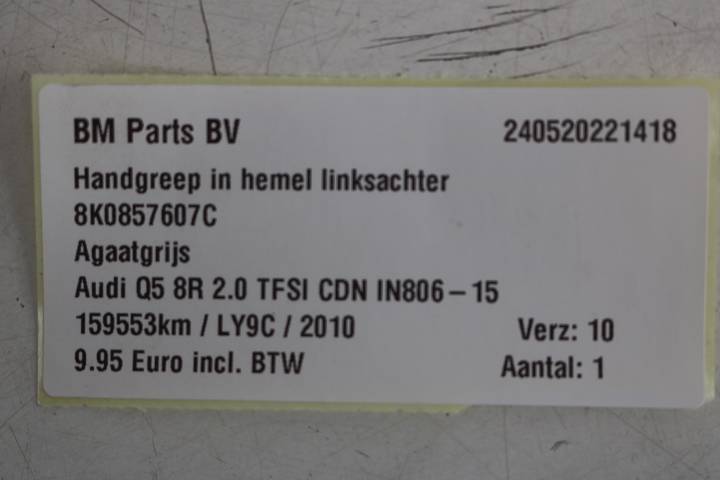 BM Parts BV 240520221418
Handgreep in hemel linksachter
8K0857607C
Agaatgrijs
Audi Q5 8R 2.0 TFSI CDN IN806-15
159553km / LY9C / 2010 Verz: 10
9.95 Euro incl. BTW Aantal: 1